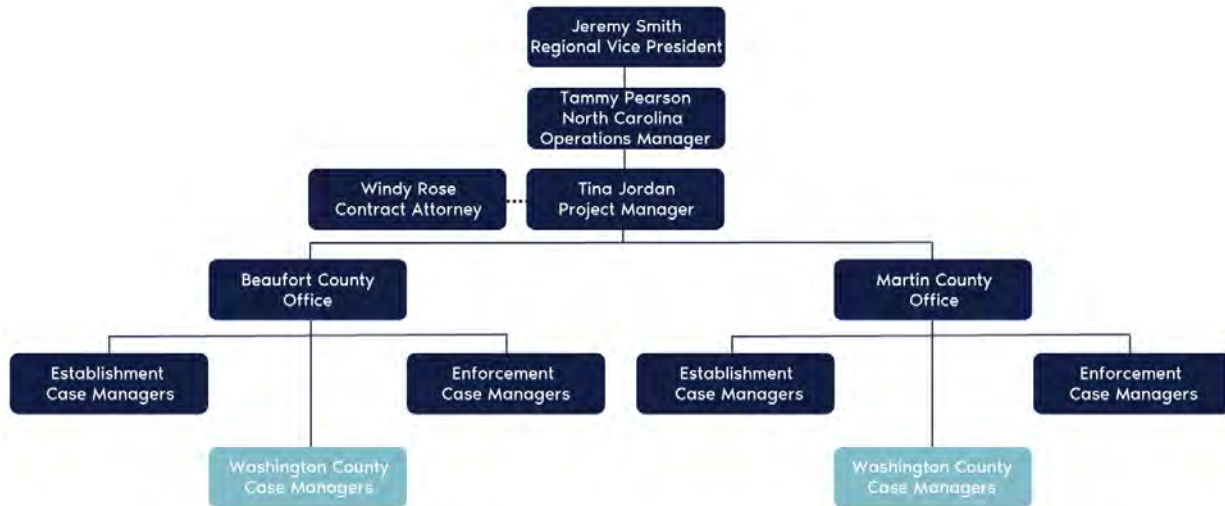 Jeremy Smith
Regional Vice President
Tammy Pearson
North Carolina
Operations Manager
Windy Rose
Contract Attorney
Tina Jordan
Project Manager
Beaufort County
Office
Martin County
Office
Establishment
Case Managers
Enforcement
Case Managers
Establishment
Case Managers
Enforcement
Case Managers
Washington County
Case Managers
Washington County
Case Managers